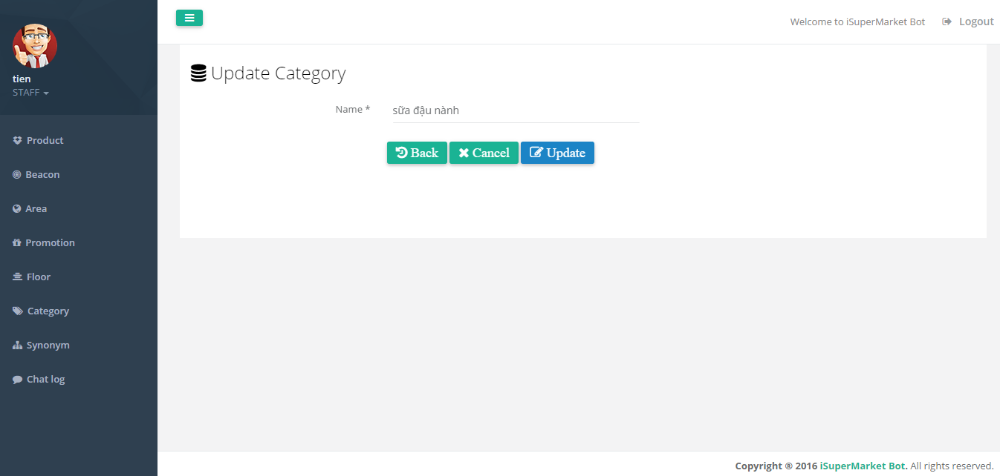 tien
STAFF
Product
Beacon
Area
Promotion
Floor
Category
Synonym
Chat log
Welcome to iSuperMarket Bot
Logout
Update Category
Name *
sữa đậu nành
Back
Cancel
Update
Copyright ® 2016 iSuperMarket Bot. All rights reserved.